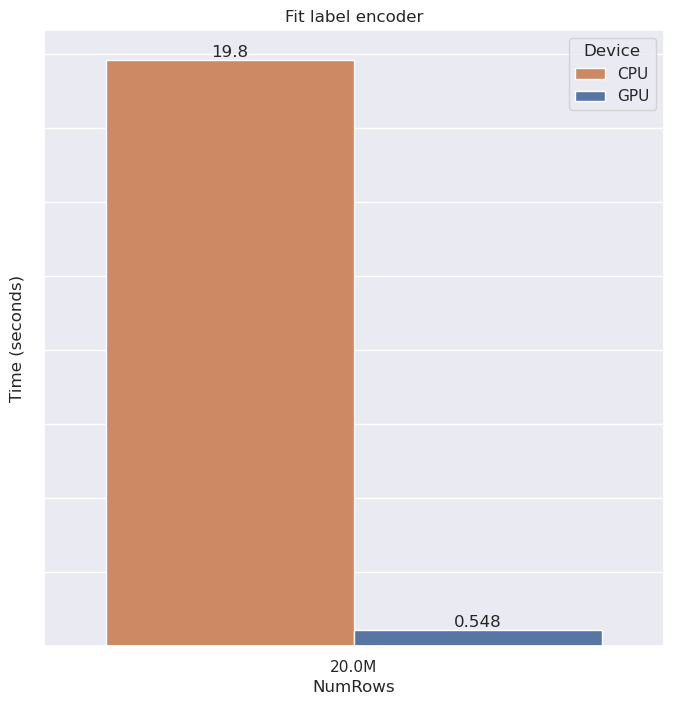 Fit label encoder
19.8
Device
CPU
GPU
Time (seconds)
0.548
20.0M
NumRows